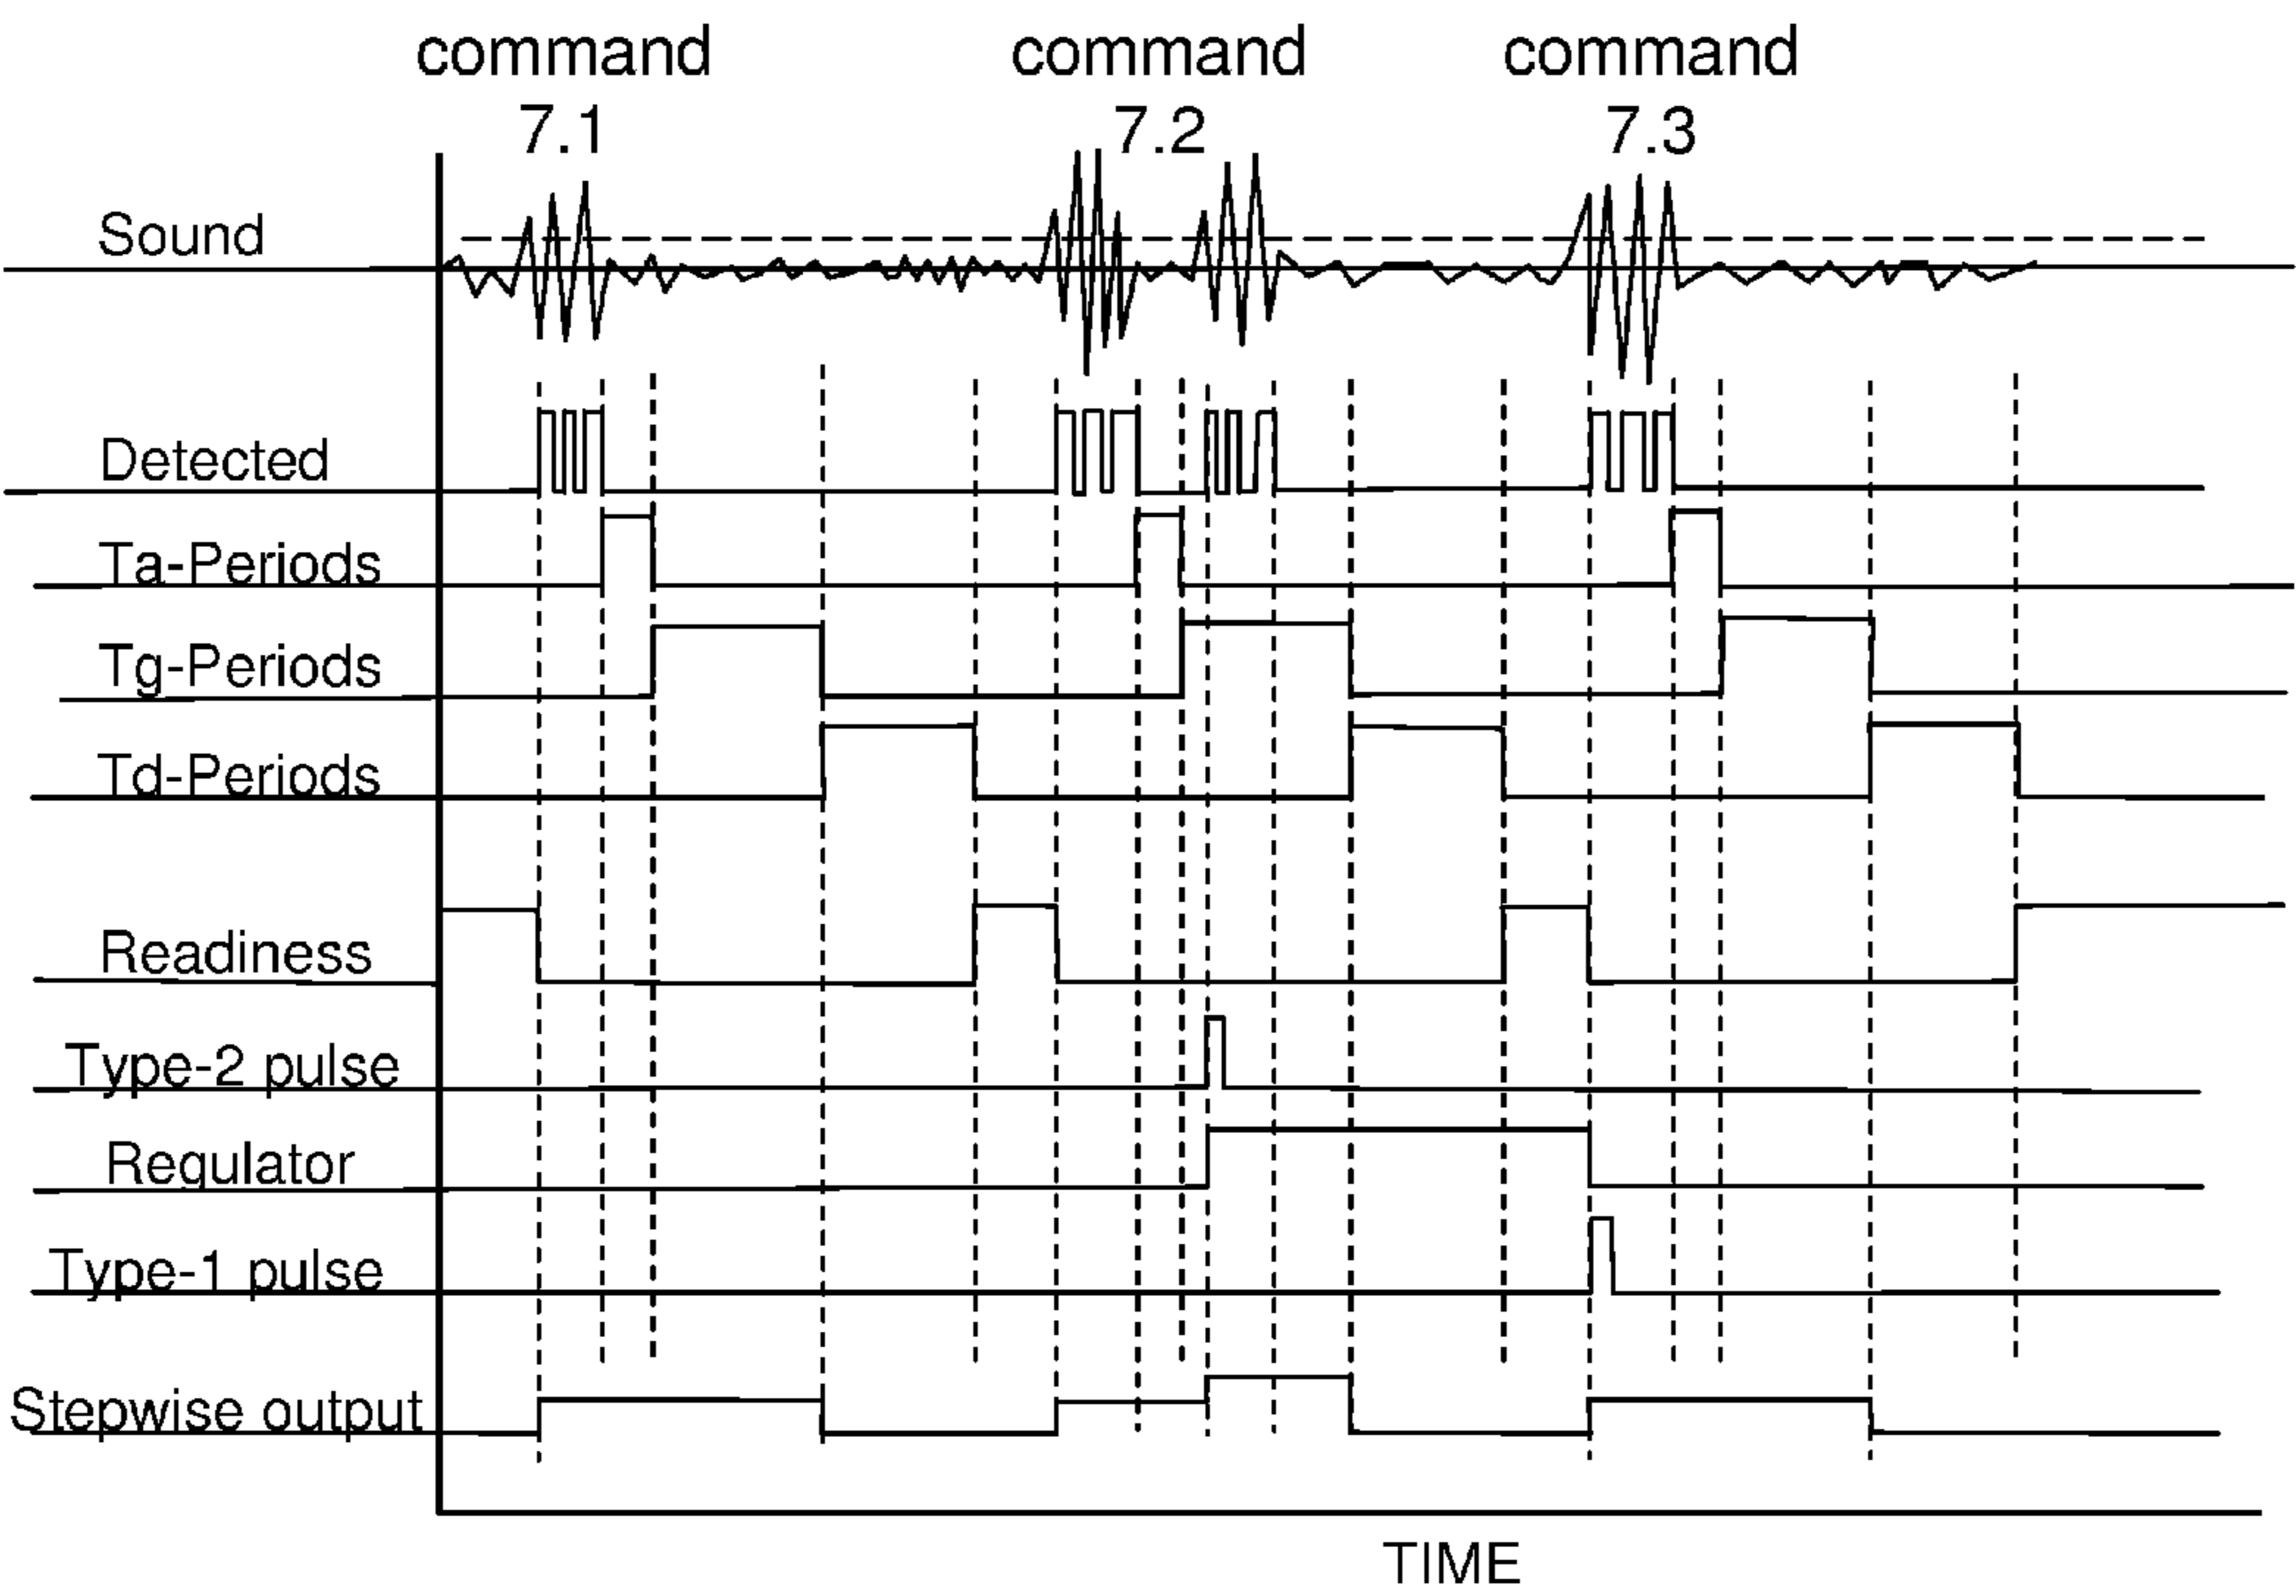 command command command
7.1 7.2 7.3
Sound
Detected
Ta-Periods
Tg-Periods
Td-Periods
Readiness
Type-2 pulse
Regulator
Type-1 pulse
Stepwise output
TIME